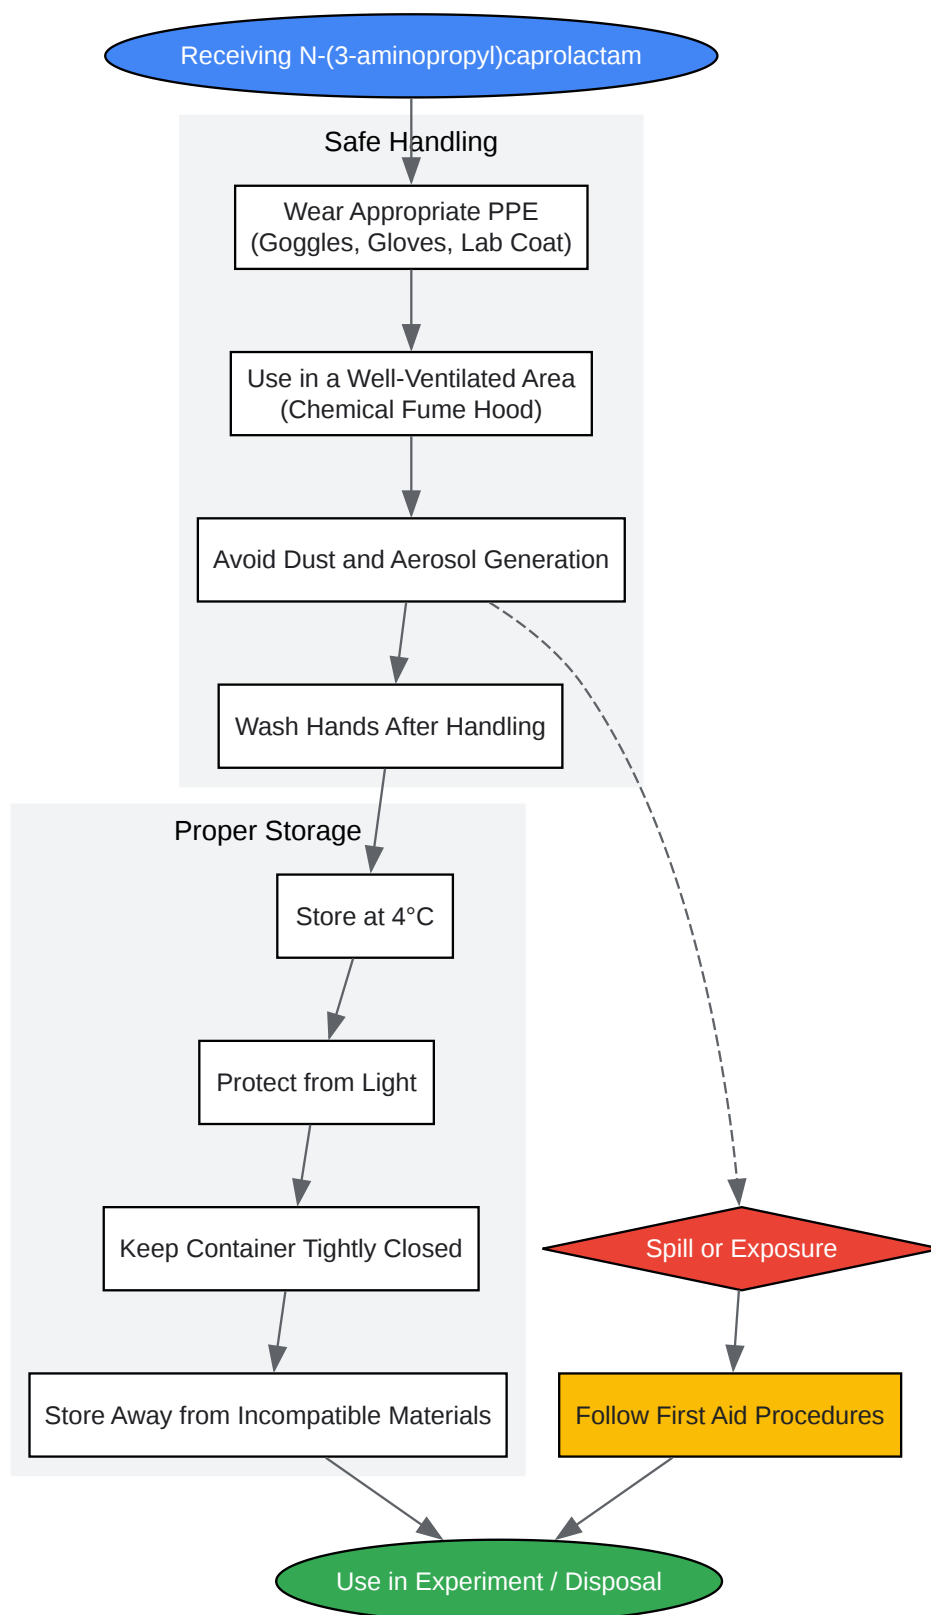 Receiving N-(3-aminopropyl)caprolactam
Safe Handling
Wear Appropriate PPE
(Goggles, Gloves, Lab Coat)
Use in a Well-Ventilated Area
(Chemical Fume Hood)
Avoid Dust and Aerosol Generation
Wash Hands After Handling
Proper Storage
Store at 4°C
Protect from Light
Keep Container Tightly Closed
Spill or Exposure
Store Away from Incompatible Materials
Follow First Aid Procedures
Use in Experiment / Disposal